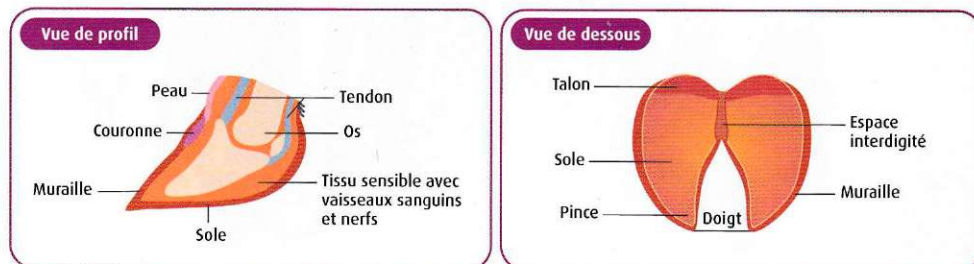 Vue de profil
Peau
Couronne
Muraille
Sole
Tendon
Os
Tissu sensible avec
vaisseaux sanguins
et nerfs
Vue de dessous
Talon
Sole
Pince
Doigt
Espace
interdigité
Muraille